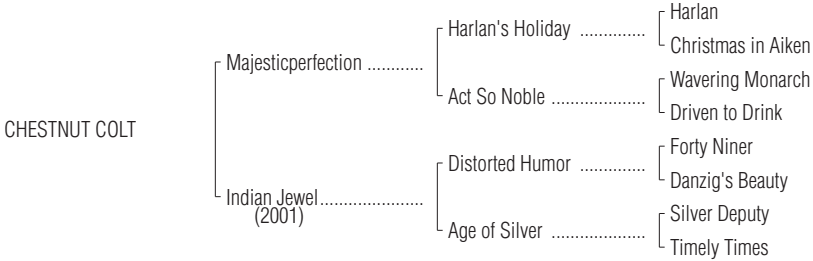 Harlan
Harlan's Holiday ..............
Christmas in Aiken
Majesticperfection ............
Wavering Monarch
Act So Noble ....................
Driven to Drink
CHESTNUT COLT
Forty Niner
Distorted Humor ..............
Danzig's Beauty
Indian Jewel......................
(2001)
Silver Deputy
Age of Silver ....................
Timely Times